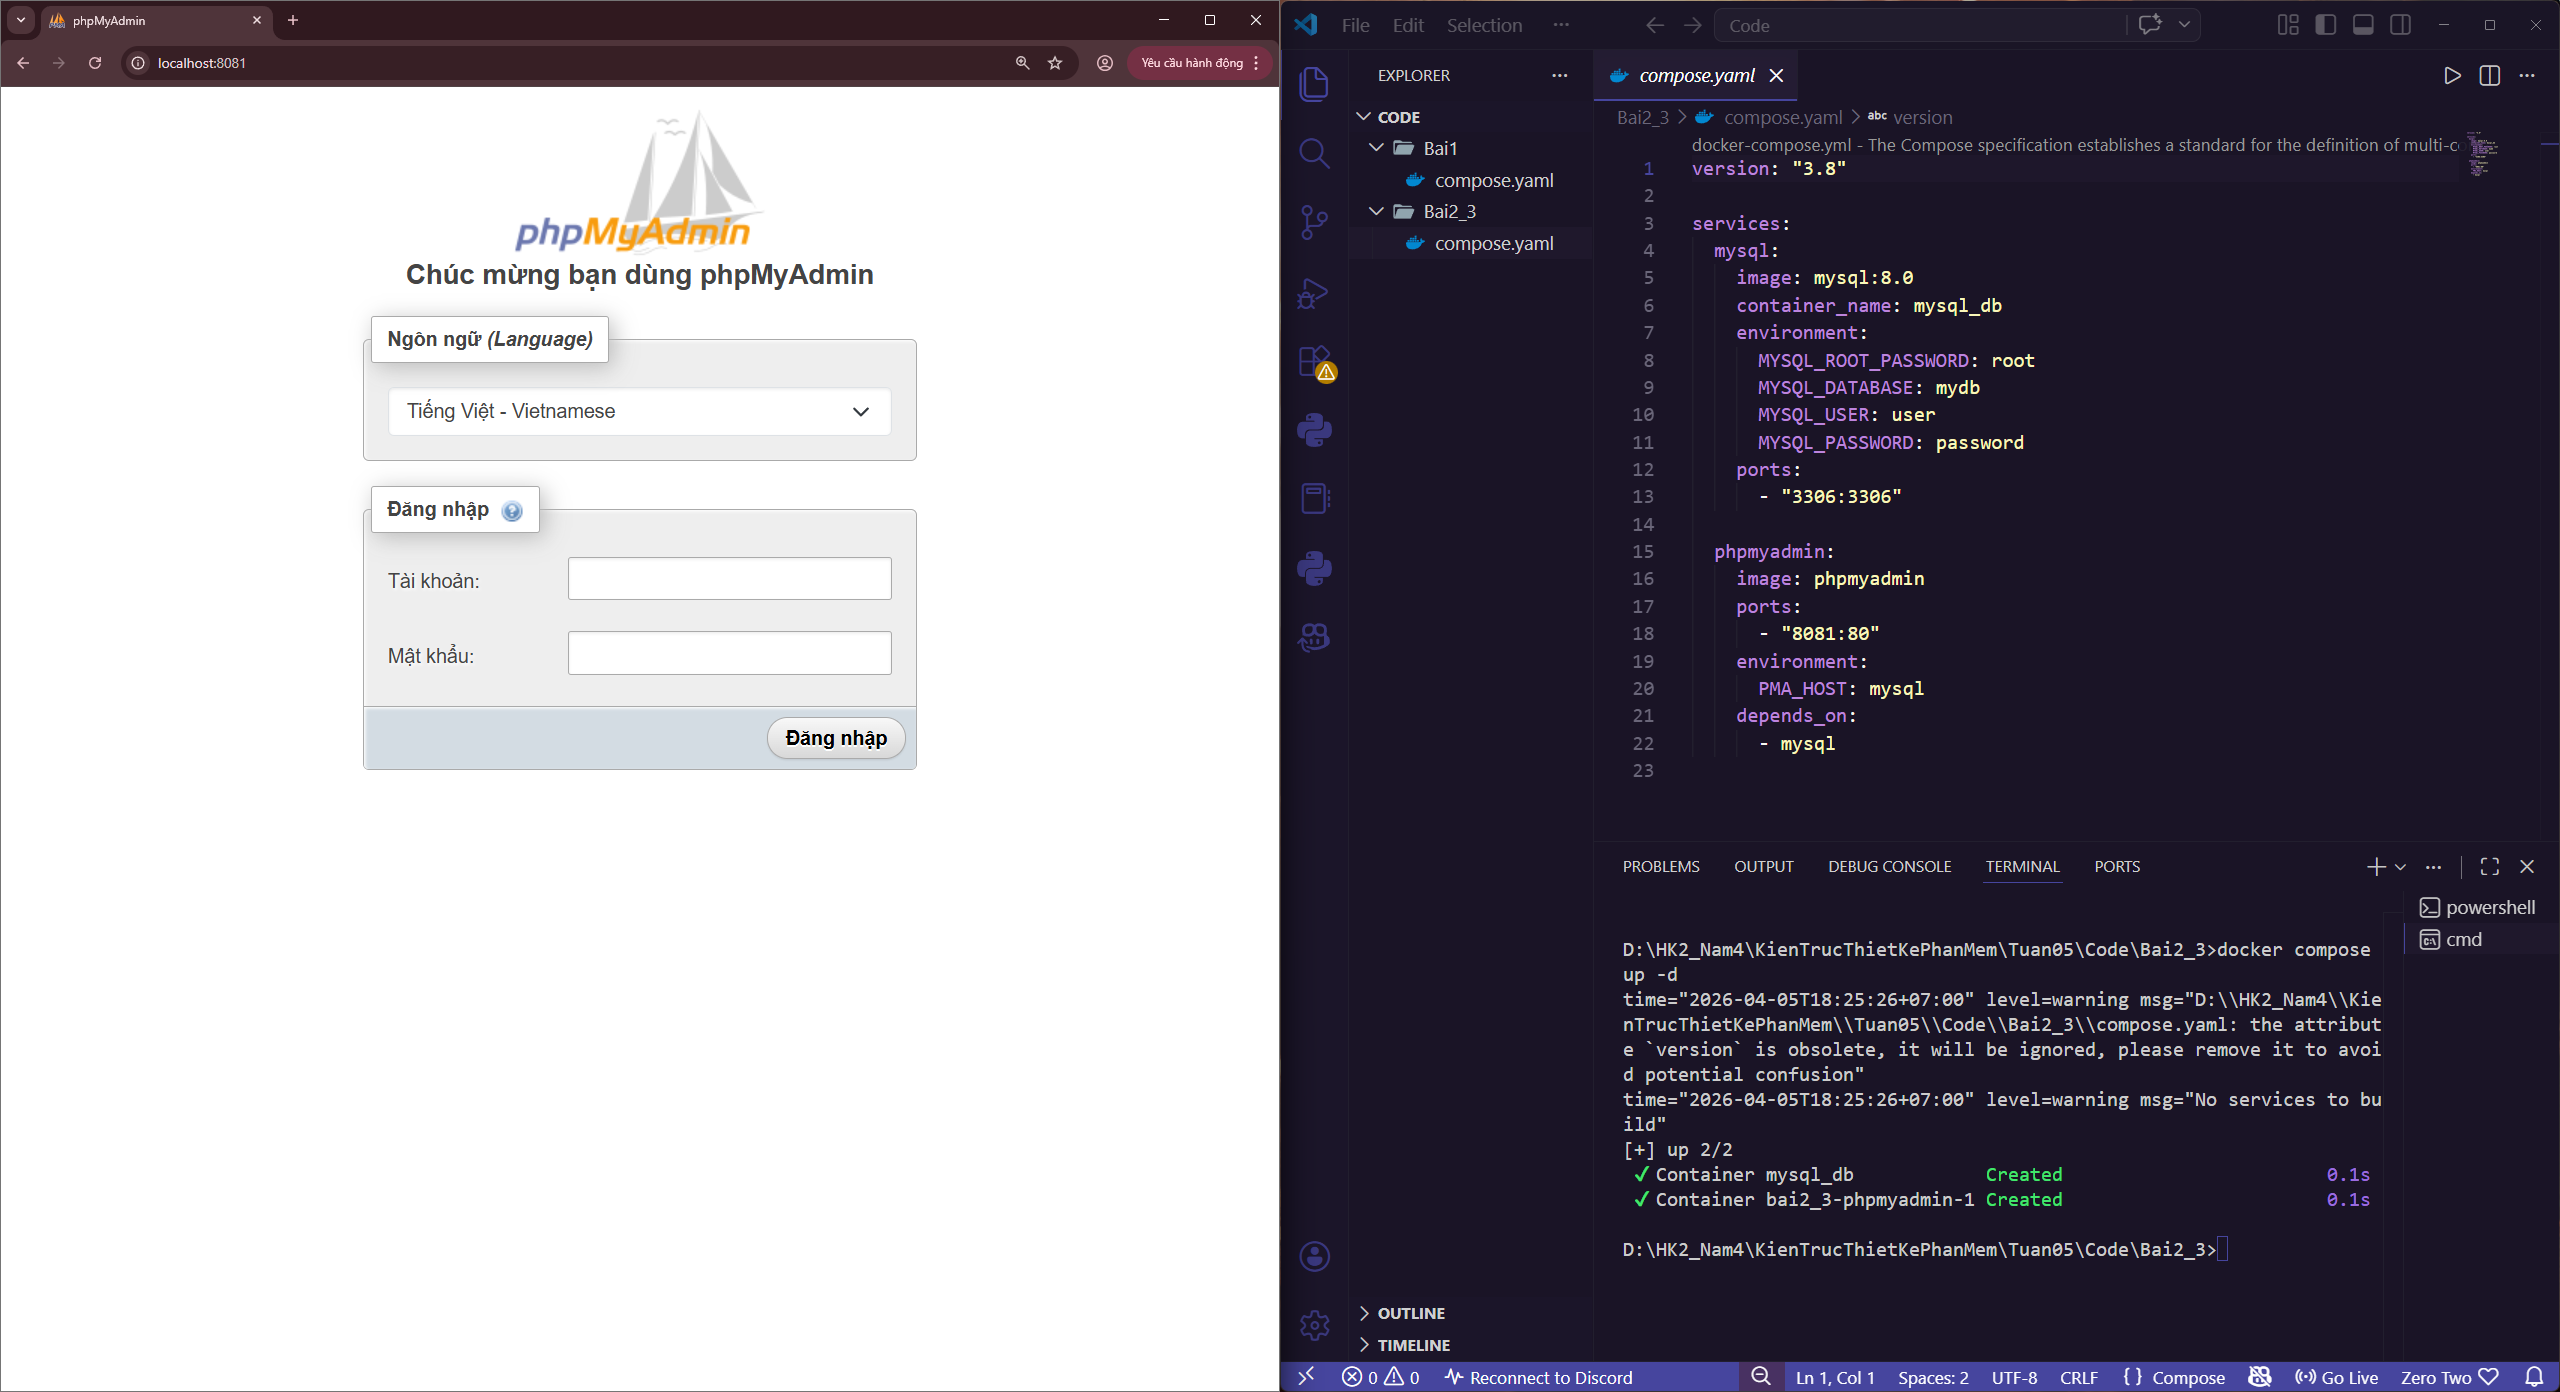 phpMyAdmin
localhost:8081
Yêu cầu hành động
phpMyAdmin
Chúc mừng bạn dùng phpMyAdmin
Ngôn ngữ (Language)
Tiếng Việt - Vietnamese
Đăng nhập
Tài khoản:
Mật khẩu:
Đăng nhập
File Edit Selection ...
Code
EXPLORER
CODE
Bai1
compose.yaml
Bai2_3
compose.yaml
OUTLINE
TIMELINE
compose.yaml
Bai2_3 > compose.yaml > abc version
docker-compose.yml - The Compose specification establishes a standard for the definition of multi-c
1 version: "3.8"
2
3 services:
4 mysql:
5 image: mysql:8.0
6 container_name: mysql_db
7 environment:
8 MYSQL_ROOT_PASSWORD: root
9 MYSQL_DATABASE: mydb
10 MYSQL_USER: user
11 MYSQL_PASSWORD: password
12 ports:
13 - "3306:3306"
14
15 phpmyadmin:
16 image: phpmyadmin
17 ports:
18 - "8081:80"
19 environment:
20 PMA_HOST: mysql
21 depends_on:
22 - mysql
23
PROBLEMS OUTPUT DEBUG CONSOLE TERMINAL PORTS
powershell
cmd
D:\HK2_Nam4\KienTrucThietKePhanMem\Tuan05\Code\Bai2_3>docker compose
up -d
time="2026-04-05T18:25:26+07:00" level=warning msg="D:\\HK2_Nam4\\Kie
nTrucThietKePhanMem\\Tuan05\\Code\\Bai2_3\\compose.yaml: the attribut
e `version` is obsolete, it will be ignored, please remove it to avoi
d potential confusion"
time="2026-04-05T18:25:26+07:00" level=warning msg="No services to bu
ild"
[+] up 2/2
✓ Container mysql_db Created 0.1s
✓ Container bai2_3-phpmyadmin-1 Created 0.1s
D:\HK2_Nam4\KienTrucThietKePhanMem\Tuan05\Code\Bai2_3>
0 0 Reconnect to Discord Ln 1, Col 1 Spaces: 2 UTF-8 CRLF { } Compose Go Live Zero Two